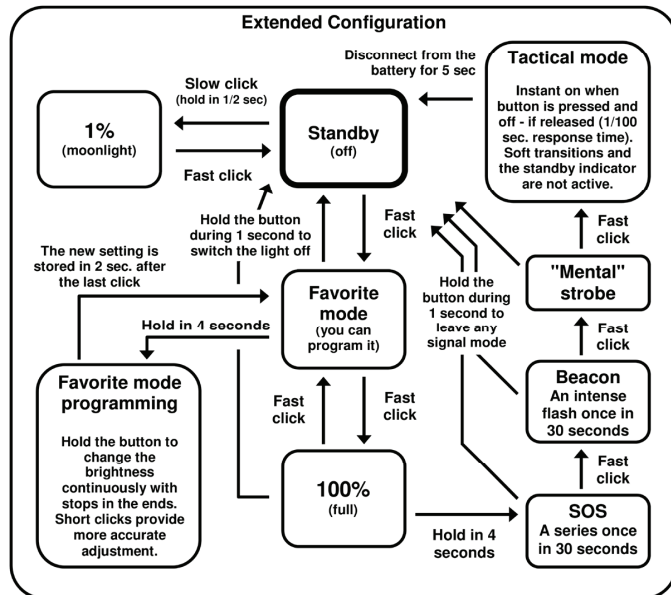 Extended Configuration
Disconnect from the
battery for 5 sec
Tactical mode
Instant on when
button is pressed and
off - if released (1/100
sec. response time).
Soft transitions and
the standby indicator
are not active.
Slow click
(hold in 1/2 sec)
1%
(moonlight)
Standby
(off)
Fast click
Hold the button
during 1 second to
switch the light off
Fast
click
Fast
click
The new setting is
stored in 2 sec. after
the last click
Hold the
button during
1 second to
leave any
signal mode
"Mental"
strobe
Favorite
mode
(you can
program it)
Hold in 4 seconds
Fast
click
Favorite mode
programming
Hold the button to
change the
brightness
continuously with
stops in the ends.
Short clicks provide
more accurate
adjustment.
Fast
click
Fast
click
Beacon
An intense
flash once in
30 seconds
Fast
click
100%
(full)
Hold in 4
seconds
SOS
A series once
in 30 seconds